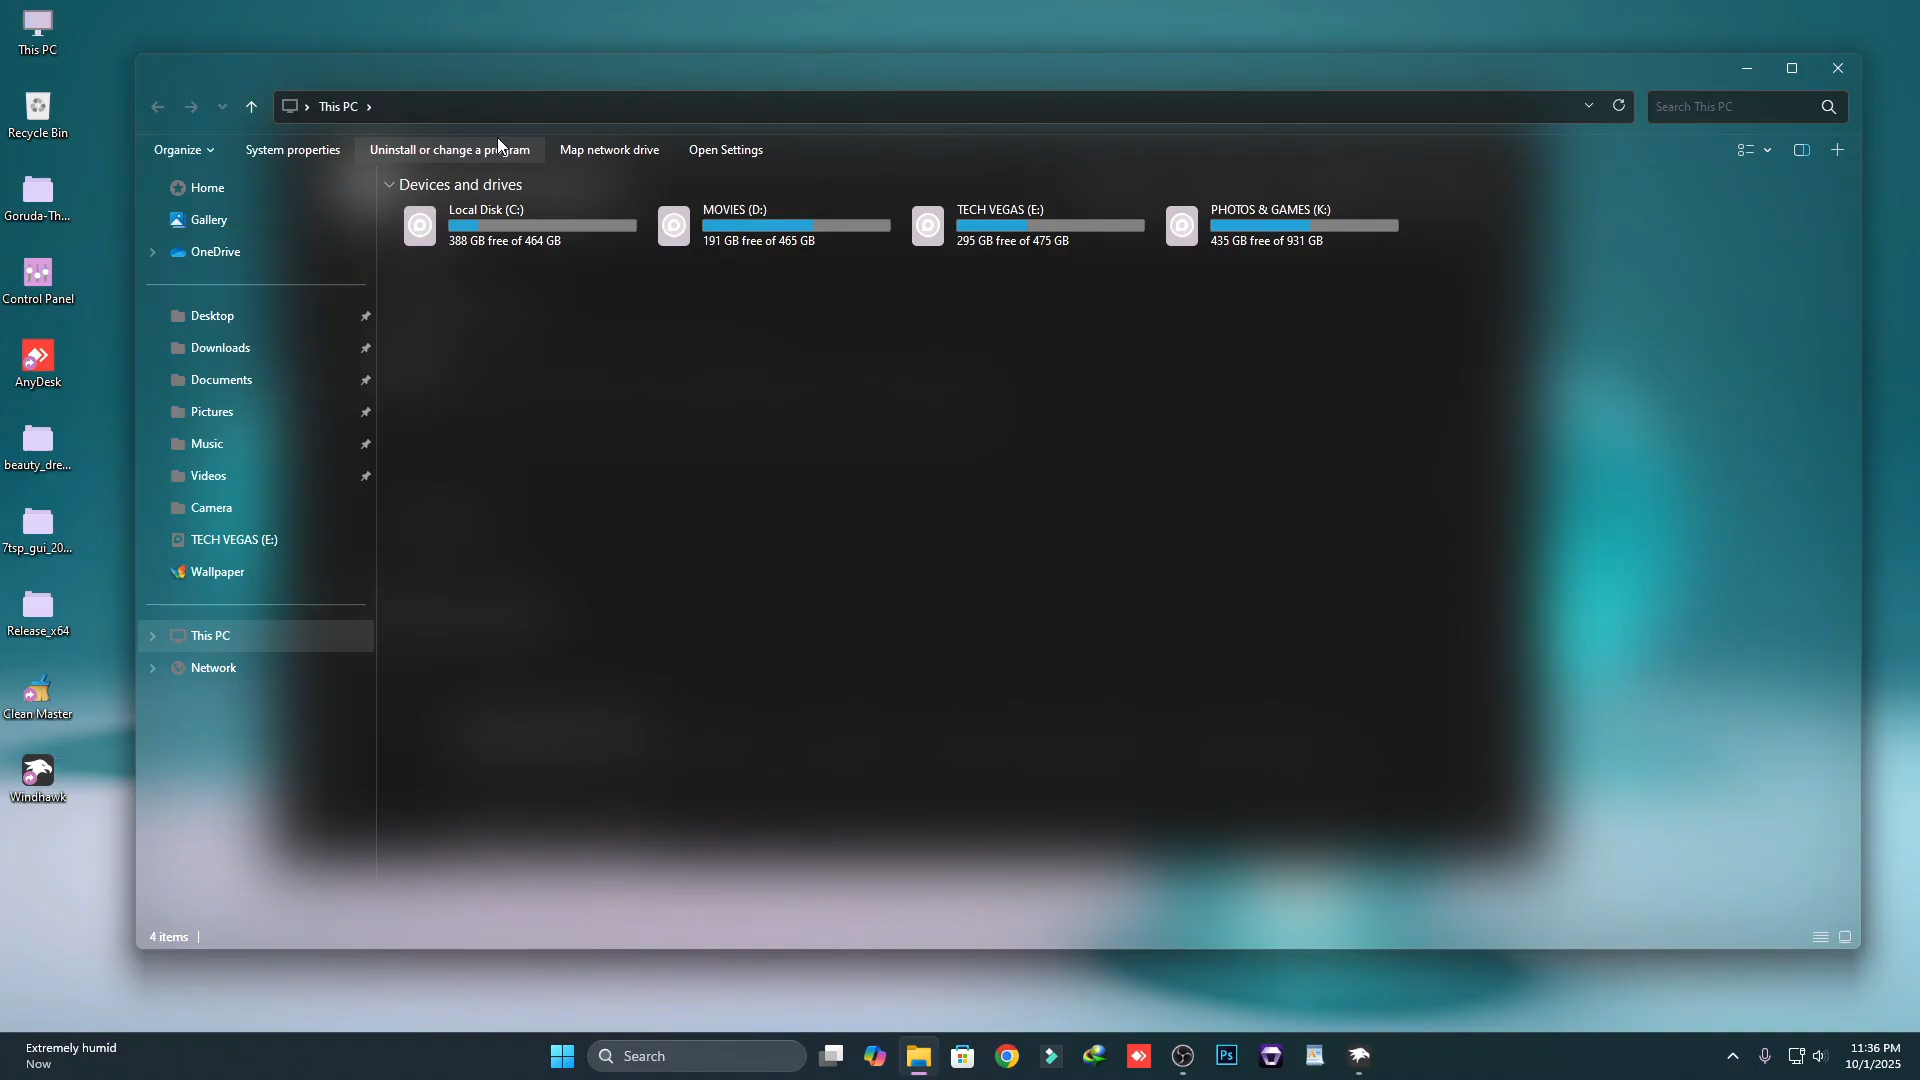 This PC
Recycle Bin
Goruda-Th...
Control Panel
AnyDesk
beauty_dre...
7tsp_gui_20...
Release_x64
Clean Master
Windhawk
This PC
Search This PC
Organize
System properties
Uninstall or change a program
Map network drive
Open Settings
Home
Gallery
OneDrive
Desktop
Downloads
Documents
Pictures
Music
Videos
Camera
TECH VEGAS (E:)
Wallpaper
This PC
Network
Devices and drives
Local Disk (C:)
388 GB free of 464 GB
MOVIES (D:)
191 GB free of 465 GB
TECH VEGAS (E:)
295 GB free of 475 GB
PHOTOS & GAMES (K:)
435 GB free of 931 GB
4 items
Extremely humid
Now
Search
Ps
11:36 PM
10/1/2025